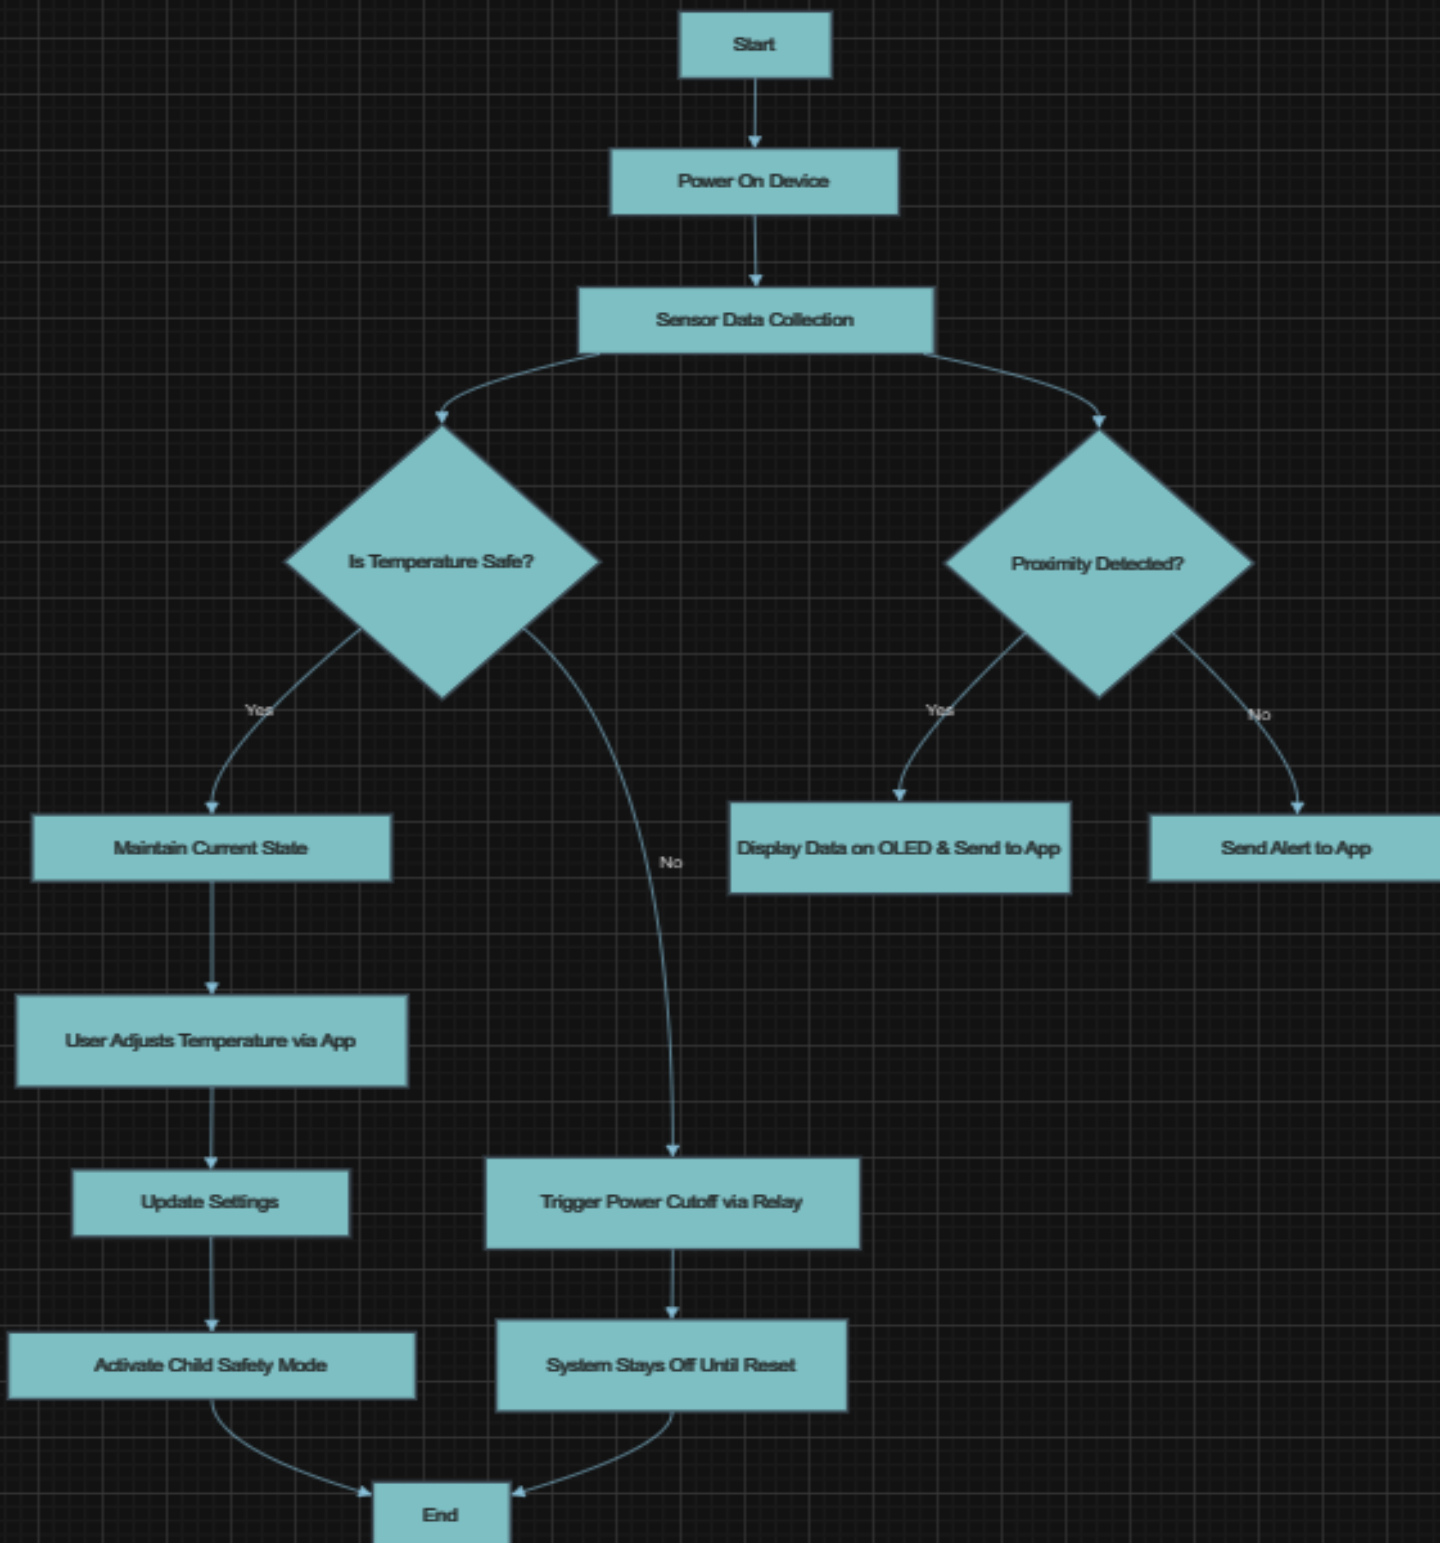 Start
Power On Device
Sensor Data Collection
Is Temperature Safe?
Proximity Detected?
Yes
No
Yes
No
Maintain Current State
Display Data on OLED & Send to App
Send Alert to App
User Adjusts Temperature via App
Update Settings
Trigger Power Cutoff via Relay
Activate Child Safety Mode
System Stays Off Until Reset
End